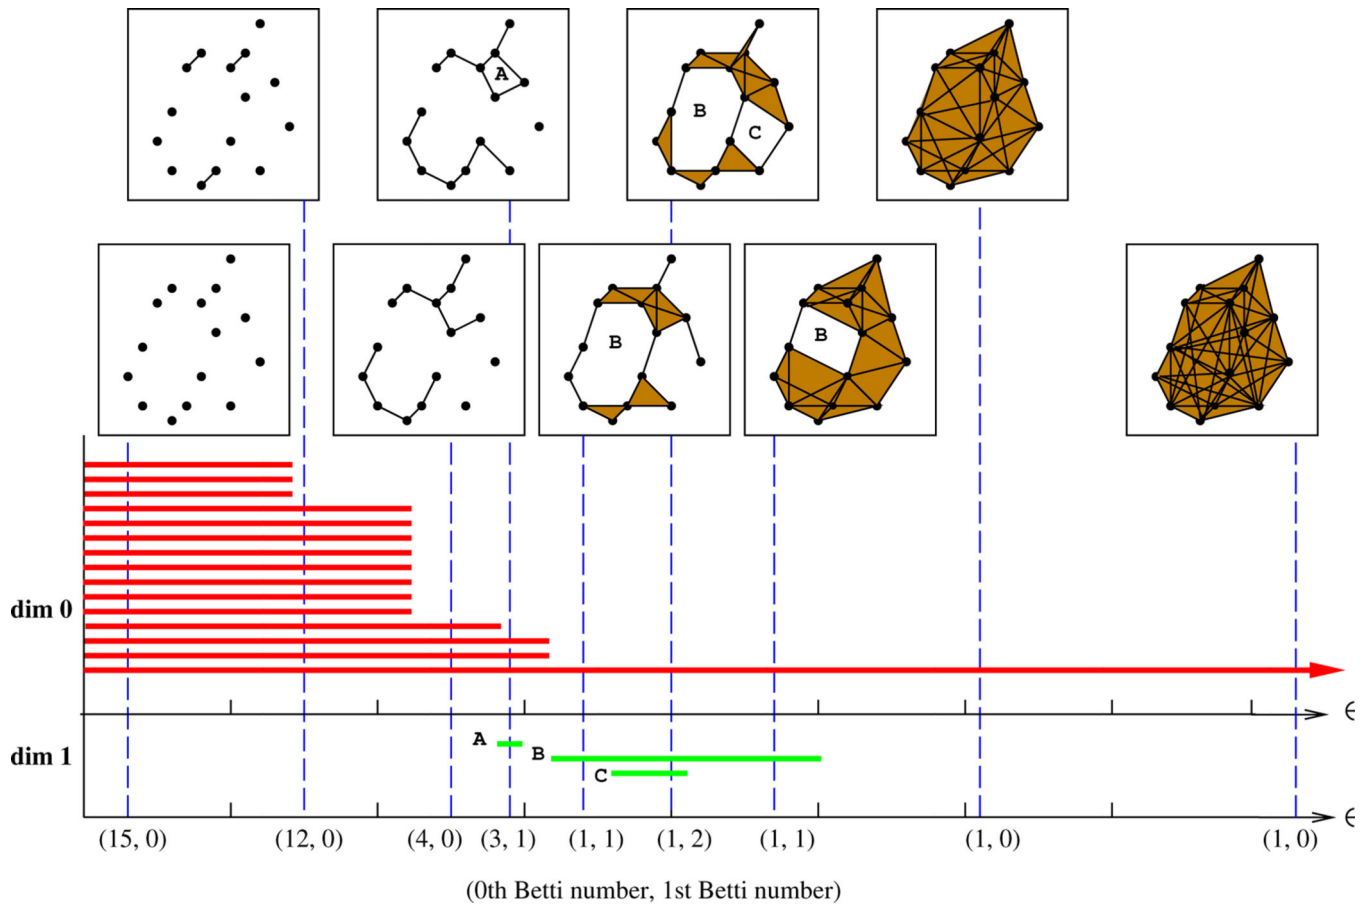 A
B
C
B
B
dim 0
ϵ
A
dim 1
B
C
ϵ
(15, 0) (12, 0) (4, 0) (3, 1) (1, 1) (1, 2) (1, 1) (1, 0) (1, 0)
(0th Betti number, 1st Betti number)